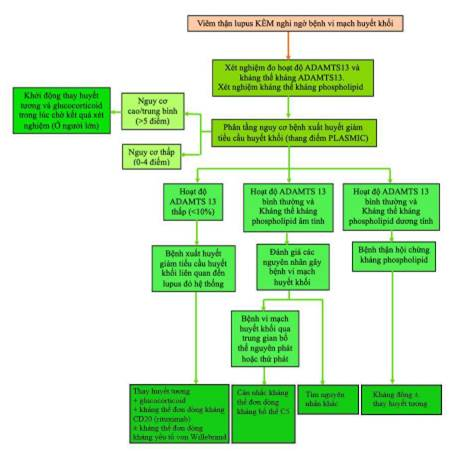 Viêm thận lupus KÈM nghi ngờ bệnh vi mạch huyết khối
Xét nghiệm đo hoạt độ ADAMTS13 và
kháng thể kháng ADAMTS13.
Xét nghiệm kháng thể kháng phospholipid
Khởi động thay huyết
tương và glucocorticoid
trong lúc chờ kết quả xét
nghiệm (Ở người lớn)
Nguy cơ
cao/trung bình
(>5 điểm)
Phân tầng nguy cơ bệnh xuất huyết giảm
tiểu cầu huyết khối (thang điểm PLASMIC)
Nguy cơ thấp
(0-4 điểm)
Hoạt độ
ADAMTS 13
thấp (<10%)
Hoạt độ ADAMTS 13
bình thường và
Kháng thể kháng
phospholipid âm tính
Hoạt độ ADAMTS 13
bình thường và
Kháng thể kháng
phospholipid dương tính
Bệnh xuất huyết
giảm tiểu cầu huyết
khối liên quan đến
lupus đỏ hệ thống
Đánh giá các
nguyên nhân gây
bệnh vi mạch
huyết khối
Bệnh thận hội chứng
kháng phospholipid
Bệnh vi mạch
huyết khối qua
trung gian bổ
thể nguyên phát
hoặc thứ phát
Thay huyết tương
+ glucocorticoid
+ kháng thể đơn dòng kháng
CD20 (rituximab)
± kháng thể đơn dòng
kháng yếu tố von Willebrand
Cân nhắc kháng
thể đơn dòng
kháng bổ thể C5
Tìm nguyên
nhân khác
Kháng đông ±
thay huyết tương